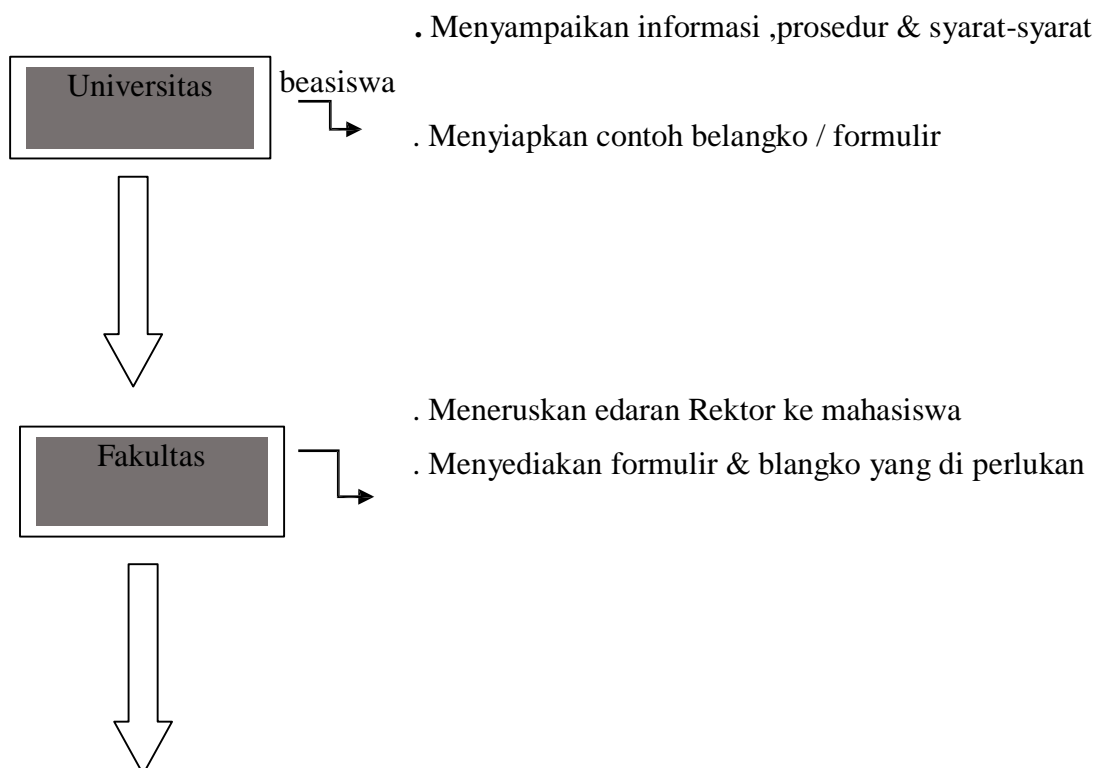 . Menyampaikan informasi ,prosedur & syarat-syarat
Universitas beasiswa
. Menyiapkan contoh belangko / formulir
. Meneruskan edaran Rektor ke mahasiswa
Fakultas
. Menyediakan formulir & blangko yang di perlukan